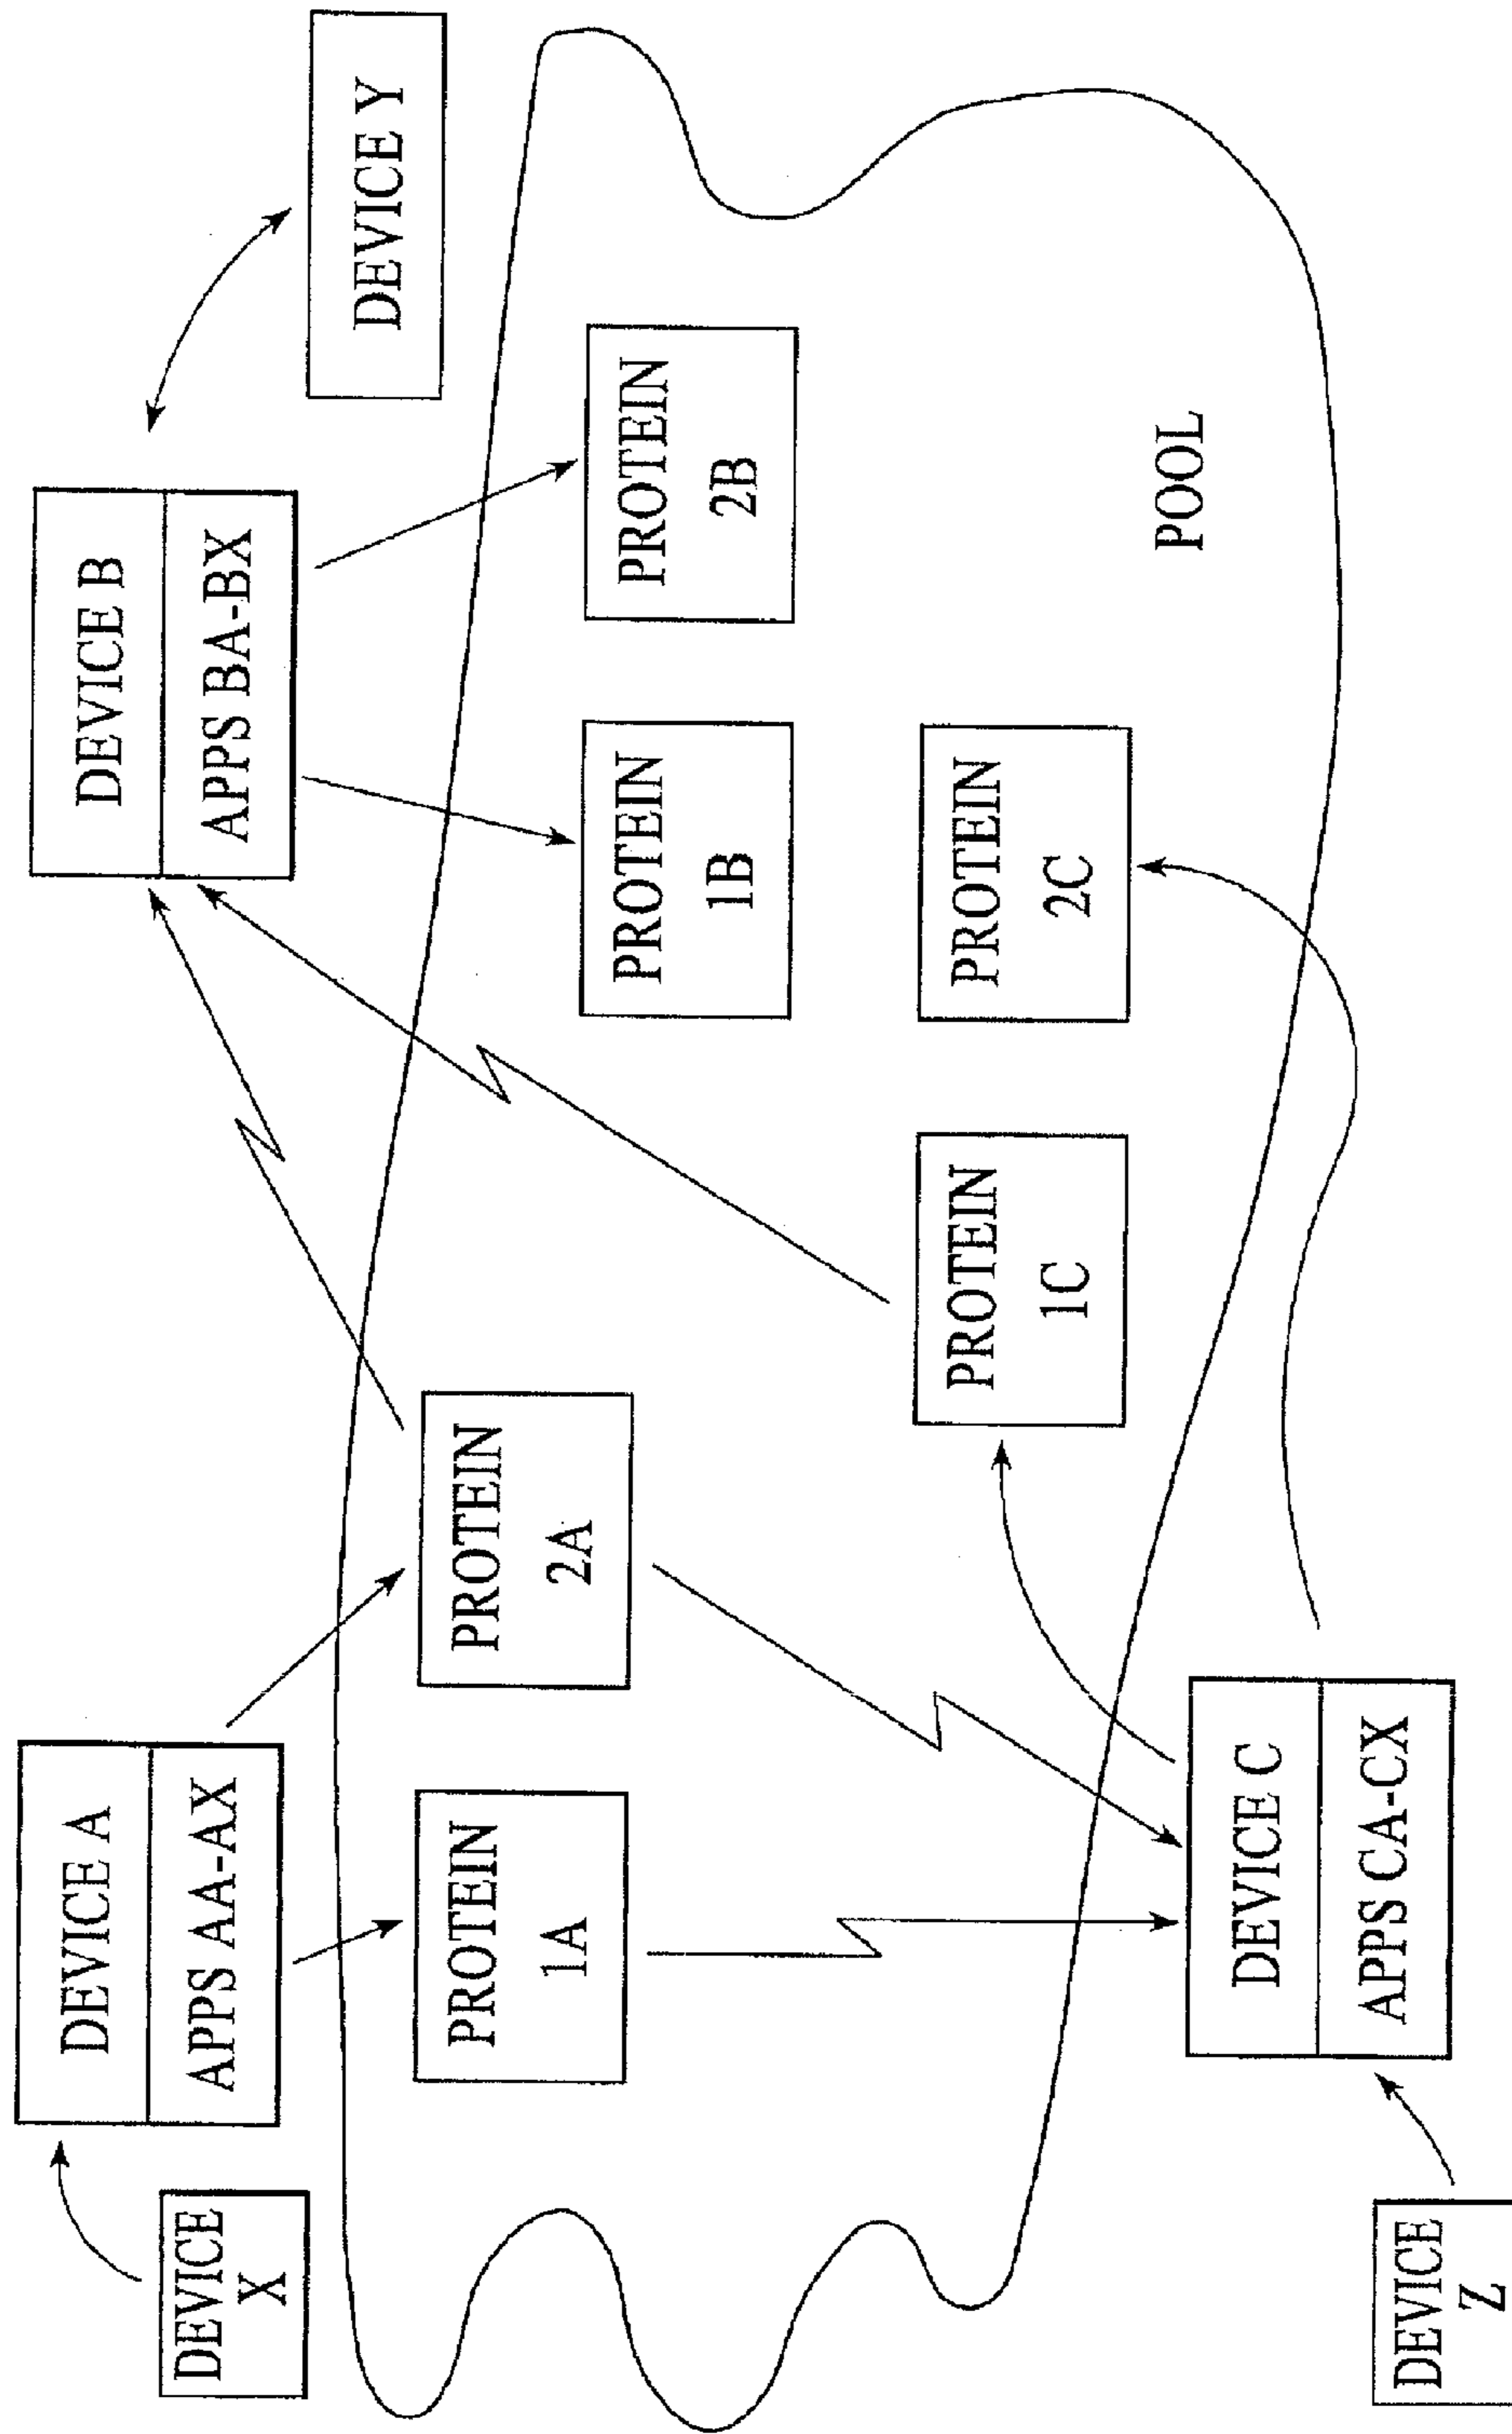 DEVICE
X
DEVICE A
APPS AA-AX
DEVICE B
APPS BA-BX
DEVICE Y
PROTEIN
1A
PROTEIN
2A
PROTEIN
1B
PROTEIN
2B
PROTEIN
1C
PROTEIN
2C
POOL
DEVICE
Z
DEVICE C
APPS CA-CX